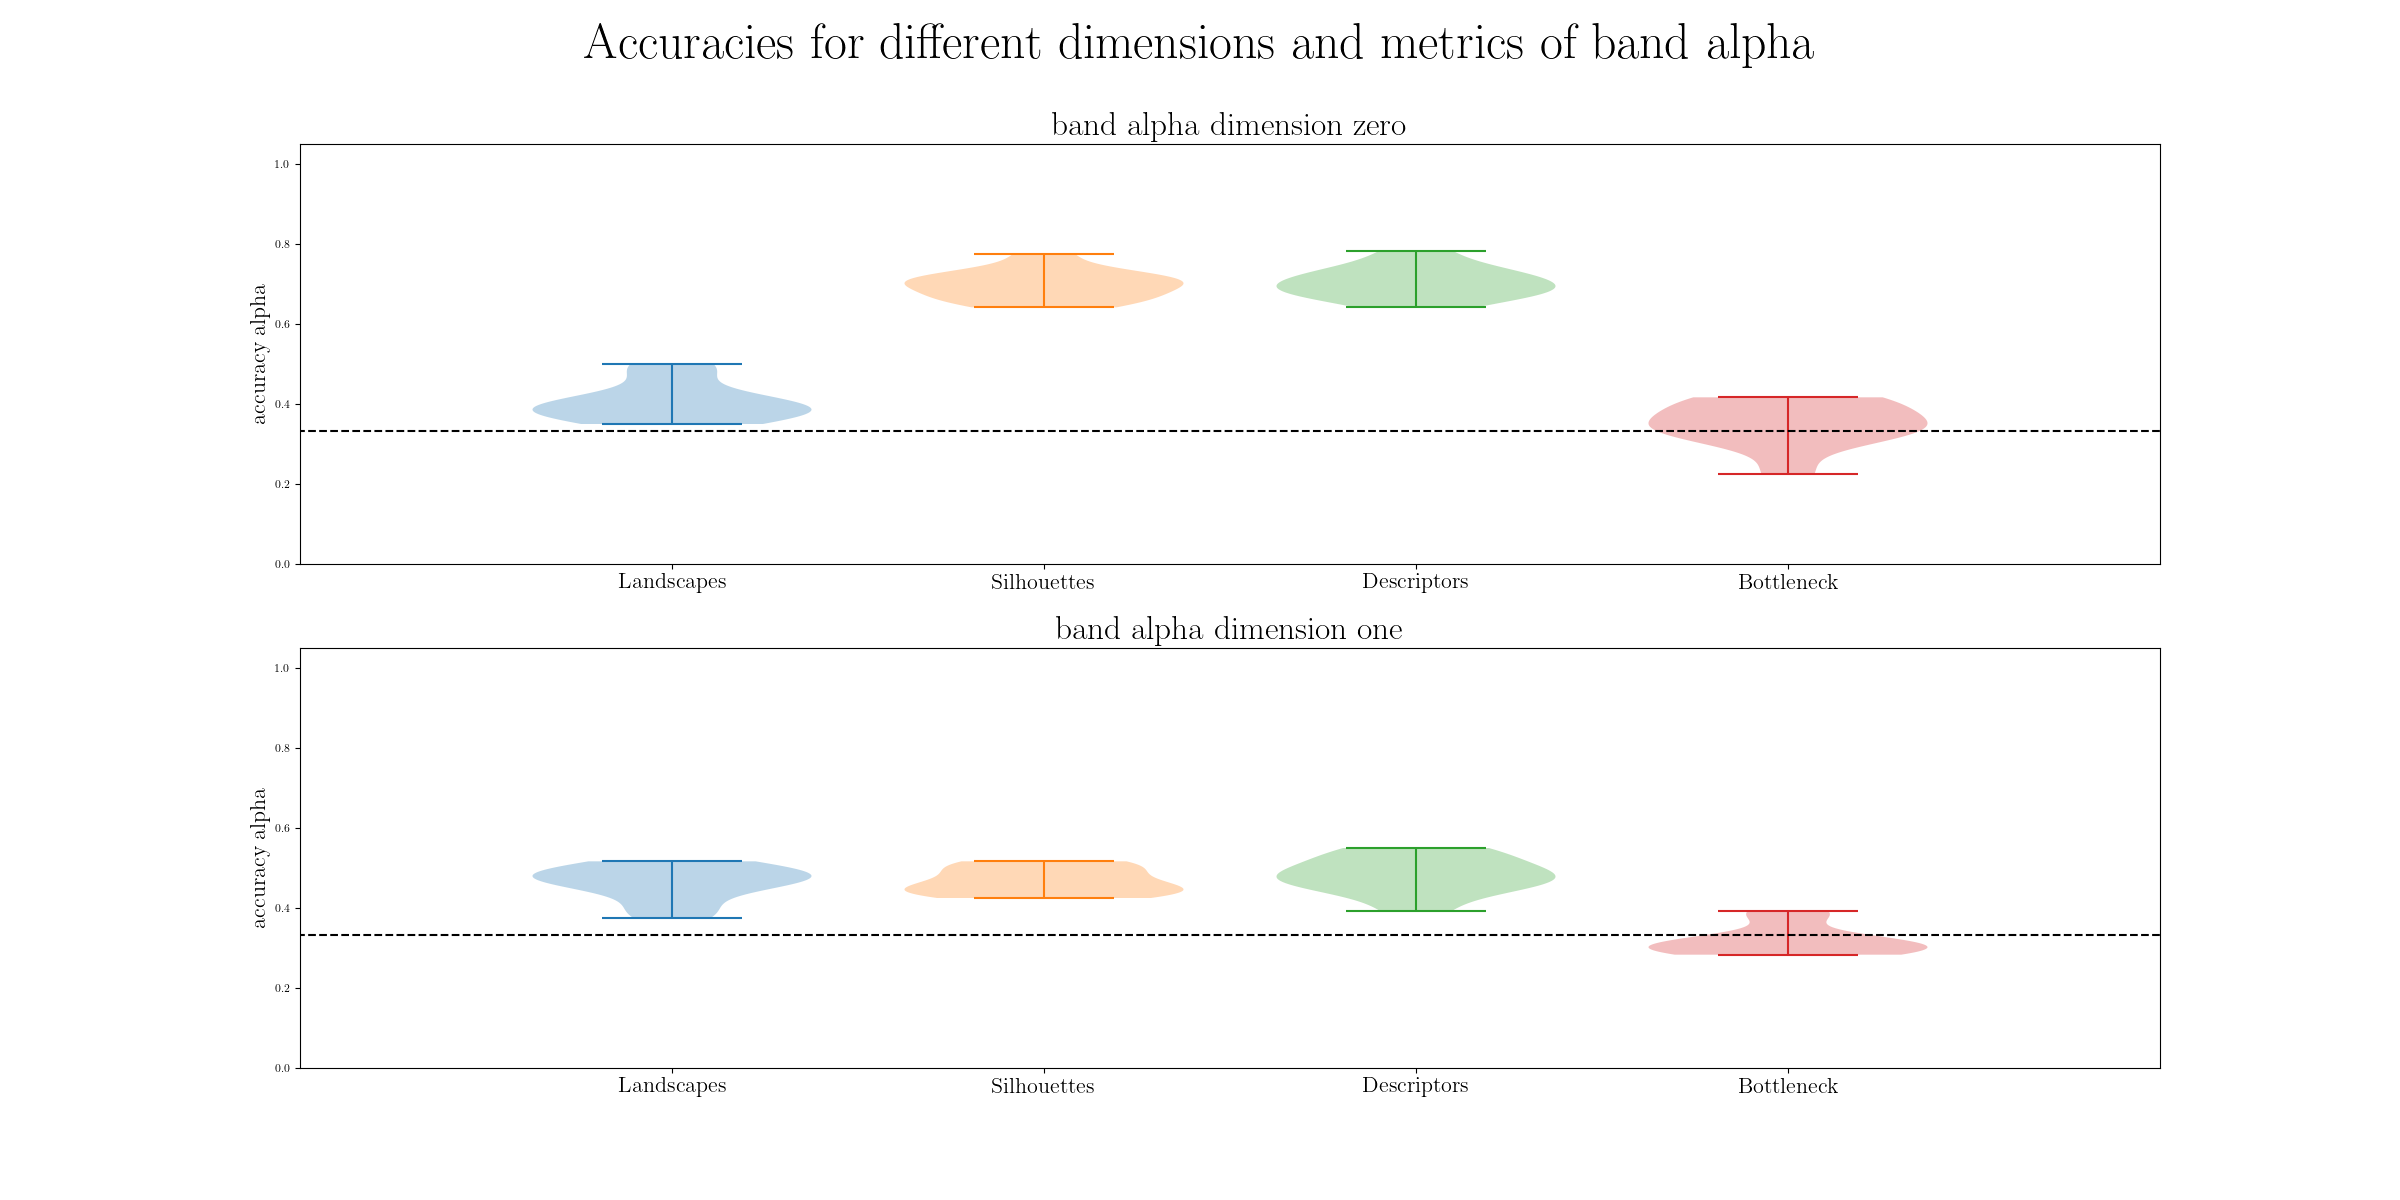 Accuracies for different dimensions and metrics of band alpha
band alpha dimension zero
accuracy alpha
1.0
0.8
0.6
0.4
0.2
0.0
Landscapes Silhouettes Descriptors Bottleneck
band alpha dimension one
accuracy alpha
1.0
0.8
0.6
0.4
0.2
0.0
Landscapes Silhouettes Descriptors Bottleneck